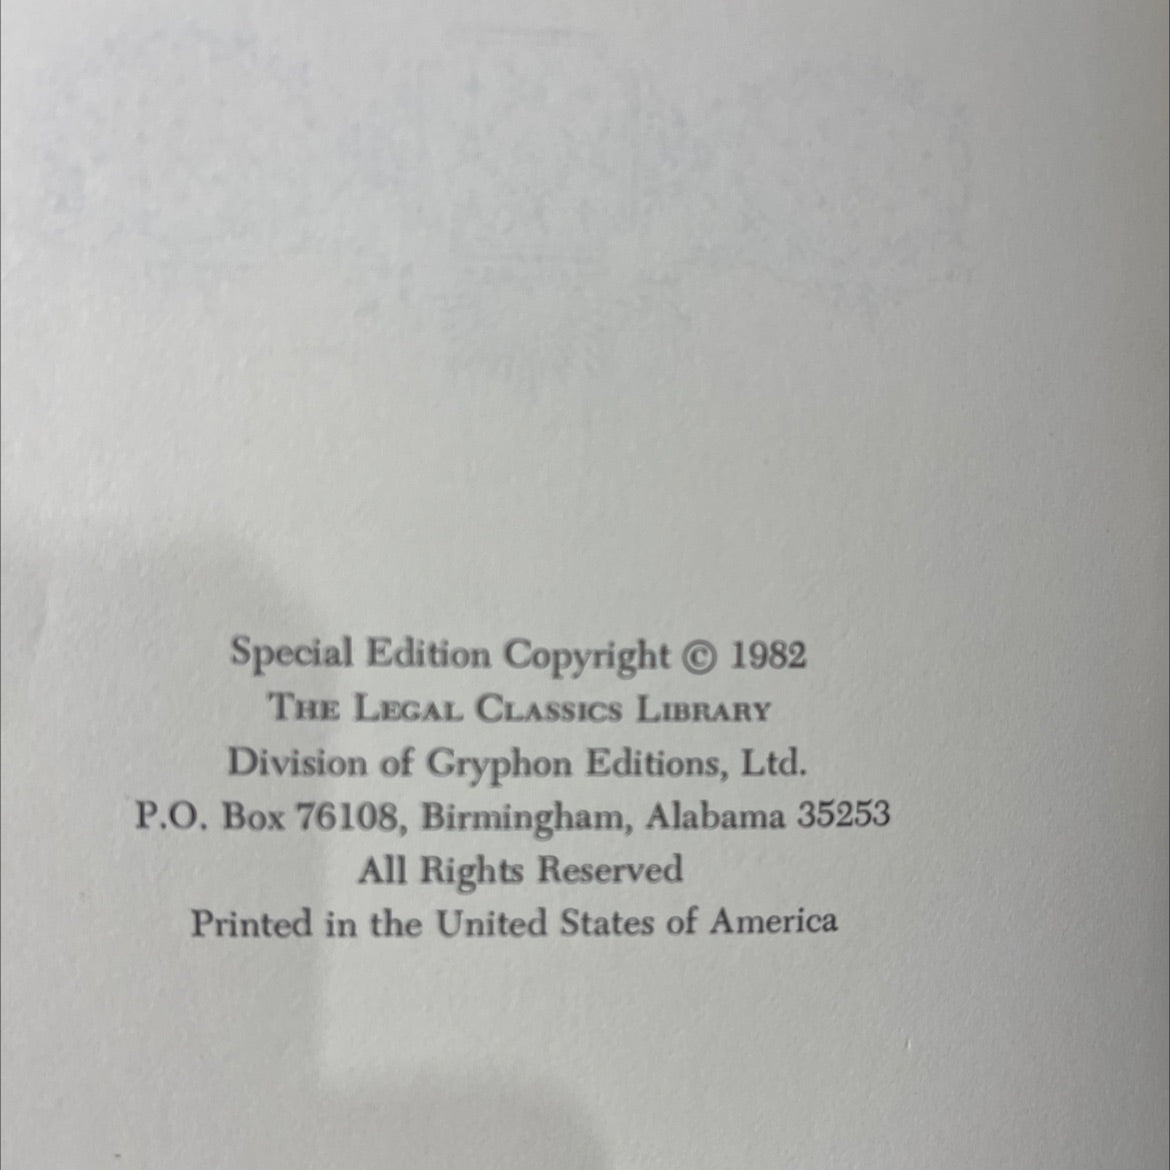 Special Edition Copyright © 1982
THE LEGAL CLASSICS LIBRARY
Division of Gryphon Editions, Ltd.
P.O. Box 76108, Birmingham, Alabama 35253
All Rights Reserved
Printed in the United States of America